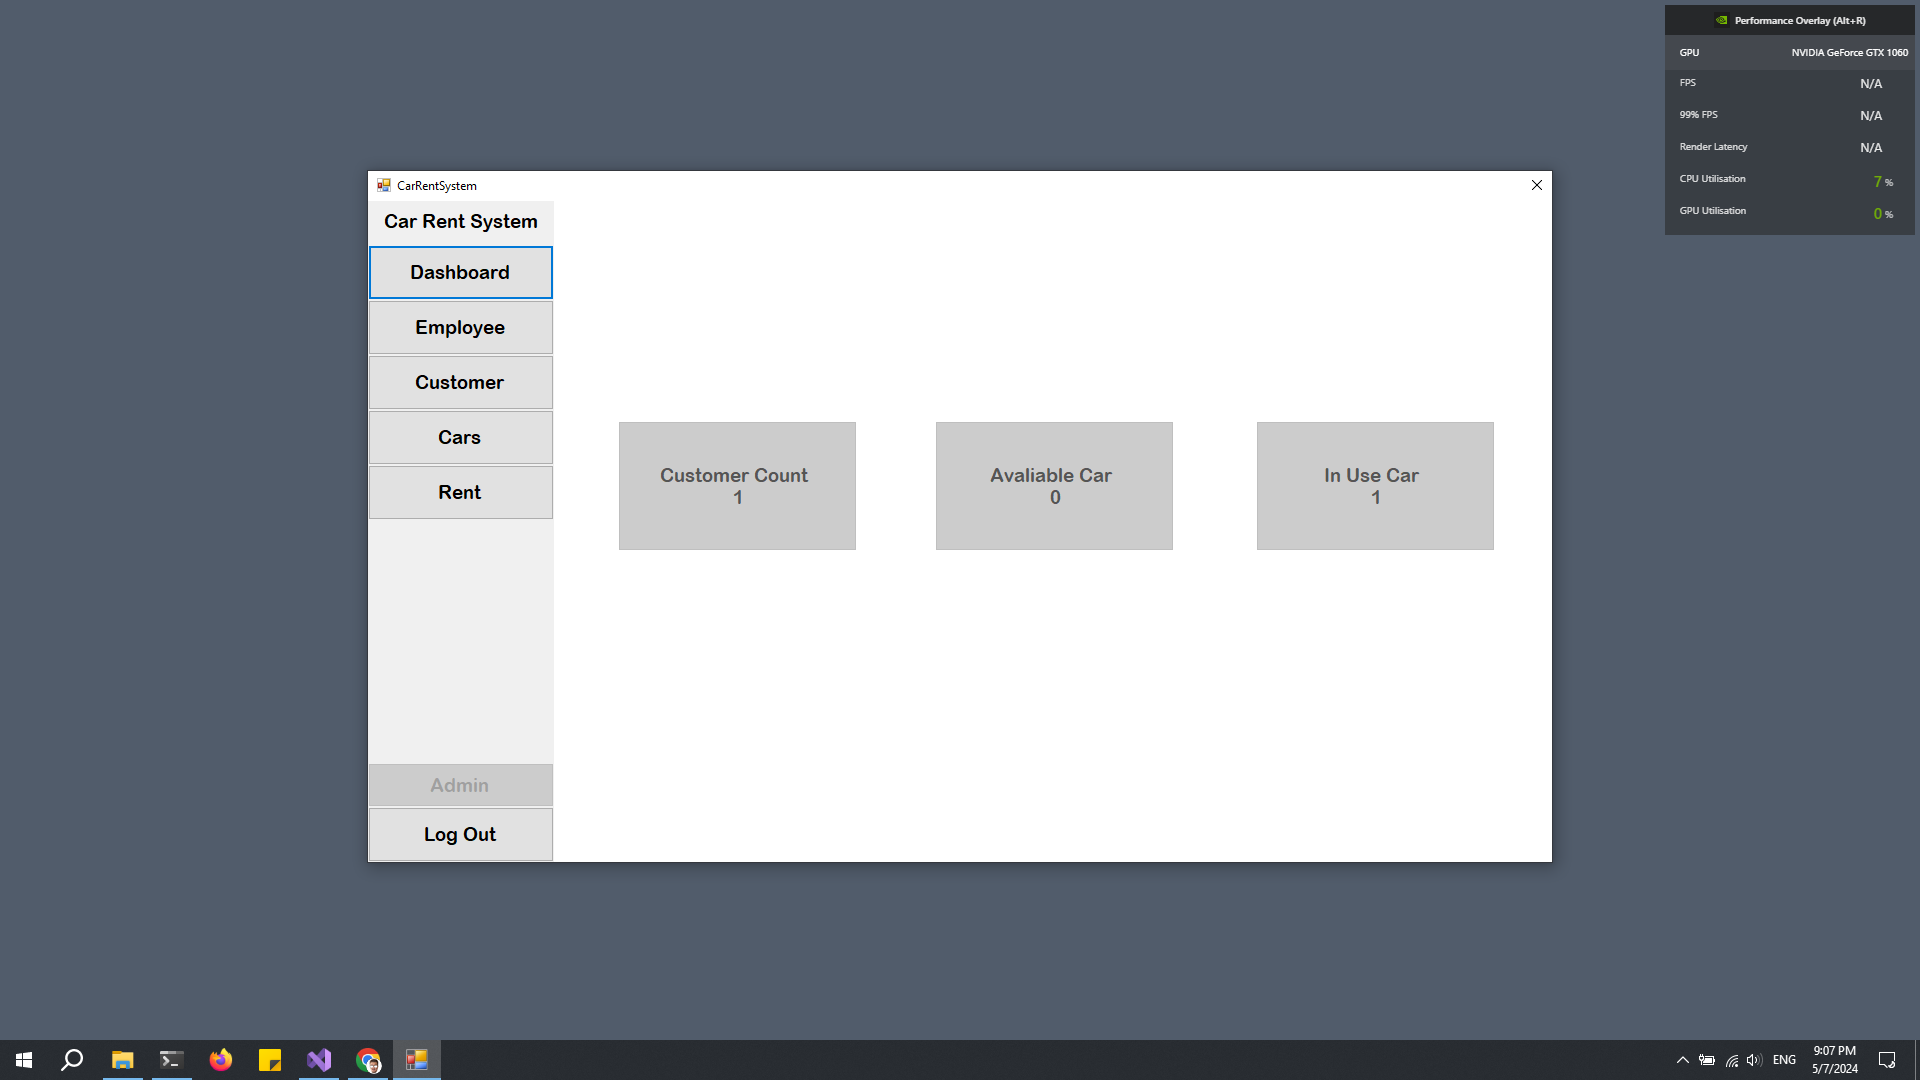 Performance Overlay (Alt+R)
GPU NVIDIA GeForce GTX 1060
FPS N/A
99% FPS N/A
Render Latency N/A
CPU Utilisation 7 %
GPU Utilisation 0 %
CarRentSystem
Car Rent System
Dashboard
Employee
Customer
Cars
Rent
Customer Count
1
Avaliable Car
0
In Use Car
1
Admin
Log Out
ENG
9:07 PM
5/7/2024